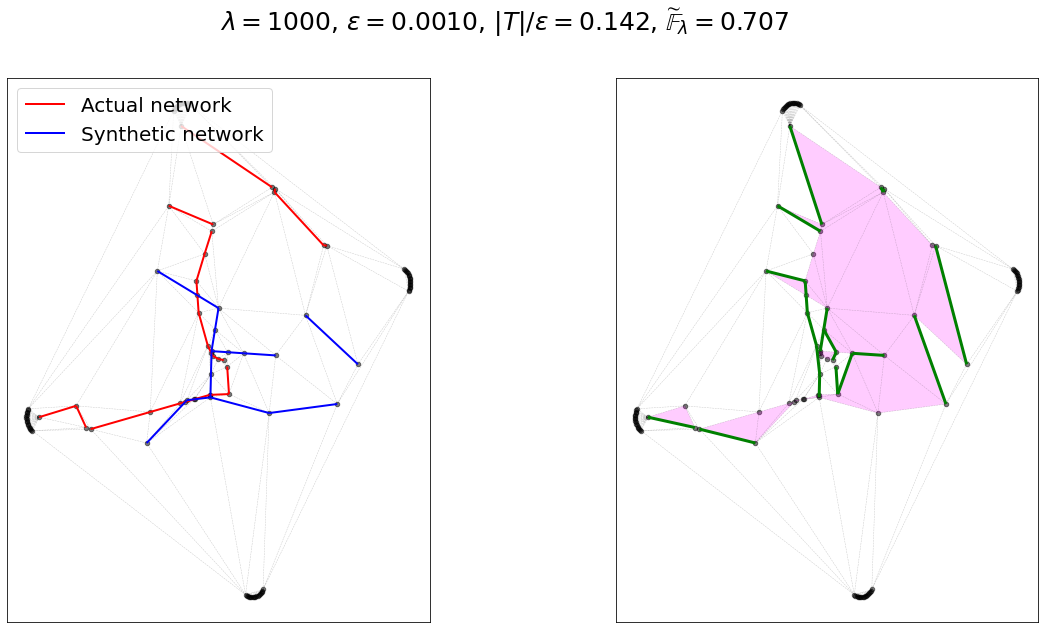 λ = 1000, ε = 0.0010, |T|/ε = 0.142, 𝔽̃_λ = 0.707
Actual network
Synthetic network